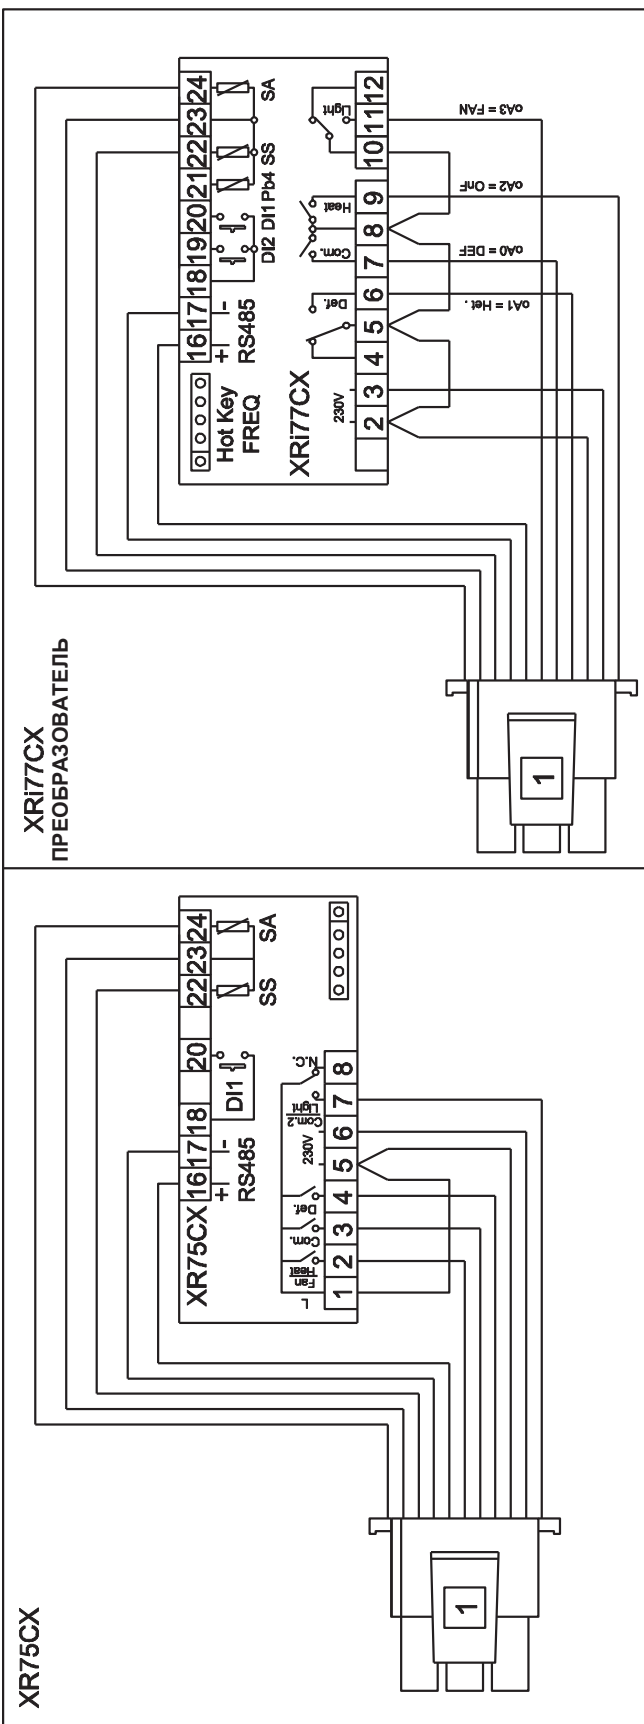 XRi77CX
ПРЕОБРАЗОВАТЕЛЬ
16 17 18 19 20 21 22 23 24
+ -
RS485
DI2 DI1 Pb4 SS SA
Hot Key
FREQ
XRi77CX
230V
Def.
Com.
Heat
Light
2 3 4 5 6 7 8 9 10 11 12
oA1 = Het .
oA0 = DEF
oA2 = OnF
oA3 = FAN
1
XR75CX
XR75CX
16 17 18 20 22 23 24
+ -
RS485
DI1
SS
SA
L
Fan
Heat
Com.
Def.
230V
Com.2
Light
N.C.
1 2 3 4 5 6 7 8
1